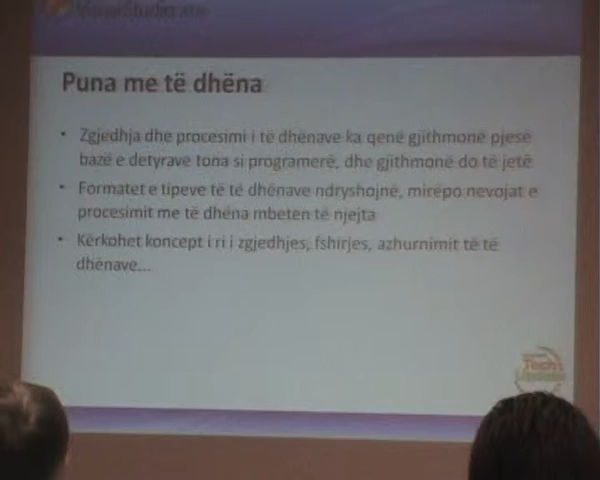 VisualStudio
Puna me të dhëna
• Zgjedhja dhe procesimi i të dhënave ka qenë gjithmonë pjesë
bazë e detyrave tona si programerë, dhe gjithmonë do të jetë
• Formatet e tipeve të të dhënave ndryshojnë, mirëpo nevojat e
procesimit me të dhëna mbeten të njejta
• Kërkohet koncept i ri i zgjedhjes, fshirjes, azhurnimit të të
dhënave...
Tech